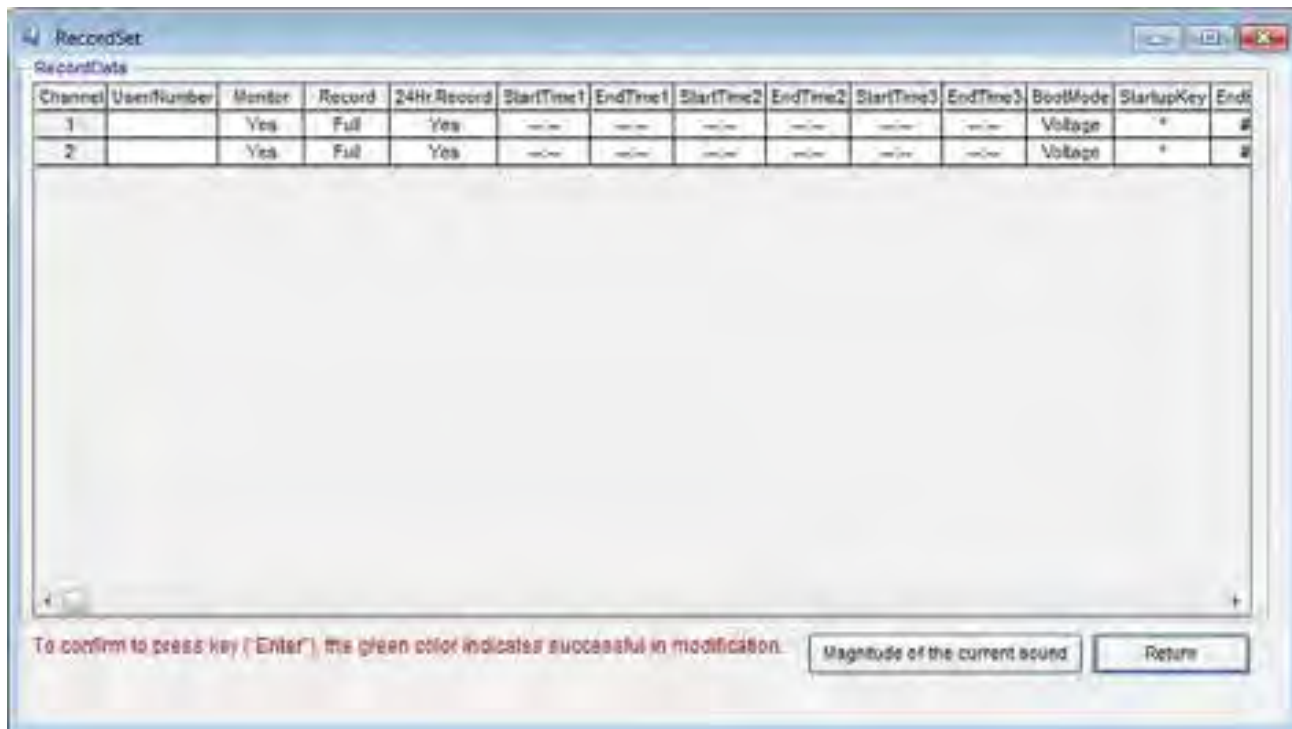 RecordSet
RecordData
Channel User/Number Monitor Record 24Hr.Record StartTime1 EndTime1 StartTime2 EndTime2 StartTime3 EndTime3 BootMode StartupKey
1 Yes Full Yes --:-- --:-- --:-- --:-- --:-- --:-- Voltage * #
2 Yes Full Yes --:-- --:-- --:-- --:-- --:-- --:-- Voltage * #
To confirm to press key ("Enter"), the green color indicates successful in modification.
Magnitude of the current sound Return